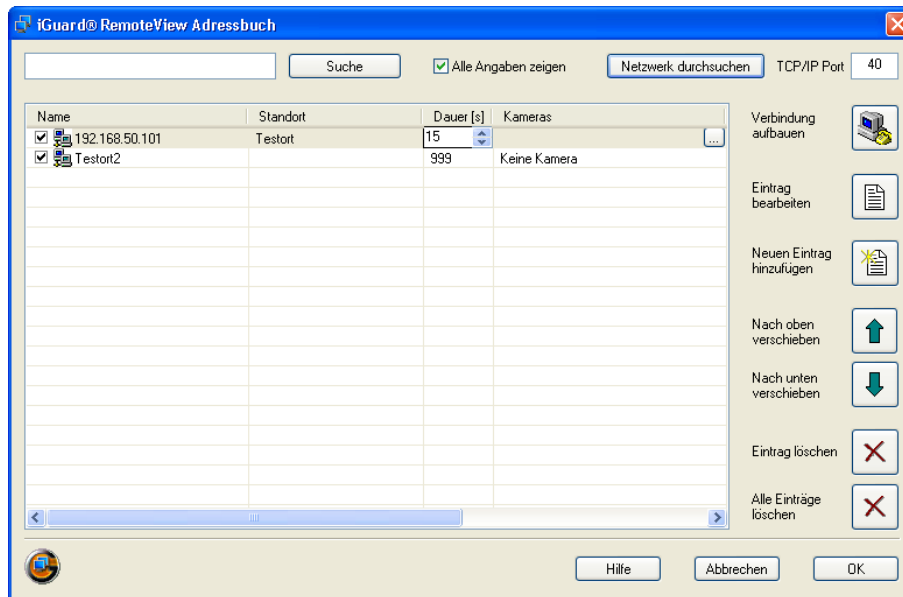 iGuard® RemoteView Adressbuch
Suche
Alle Angaben zeigen
Netzwerk durchsuchen
TCP/IP Port
40
Name Standort Dauer [s] Kameras
192.168.50.101 Testort 15 ...
Testort2 999 Keine Kamera
Verbindung
aufbauen
Eintrag
bearbeiten
Neuen Eintrag
hinzufügen
Nach oben
verschieben
Nach unten
verschieben
Eintrag löschen
Alle Einträge
löschen
Hilfe
Abbrechen
OK